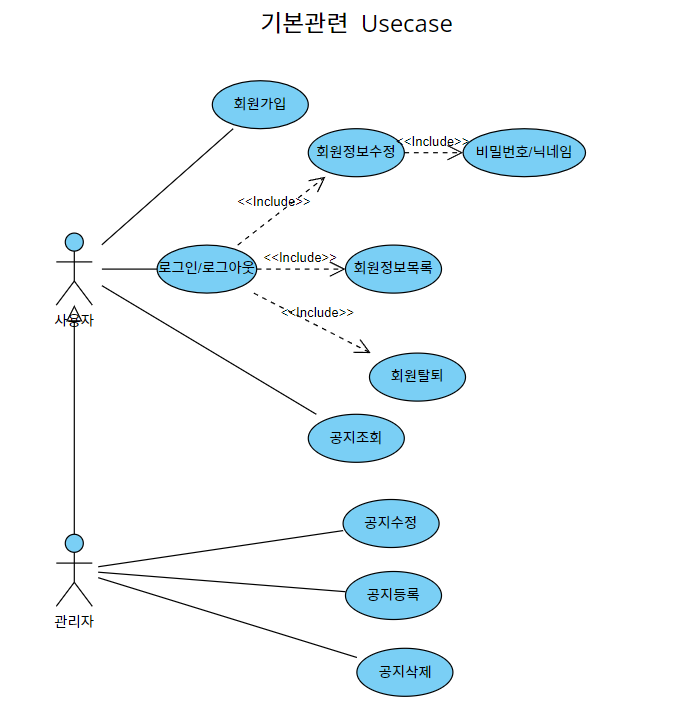 기본관련 Usecase
회원가입
<<Include>>
회원정보수정
비밀번호/닉네임
<<Include>>
로그인/로그아웃
<<Include>>
회원정보목록
<<Include>>
사용자
회원탈퇴
공지조회
공지수정
공지등록
관리자
공지삭제